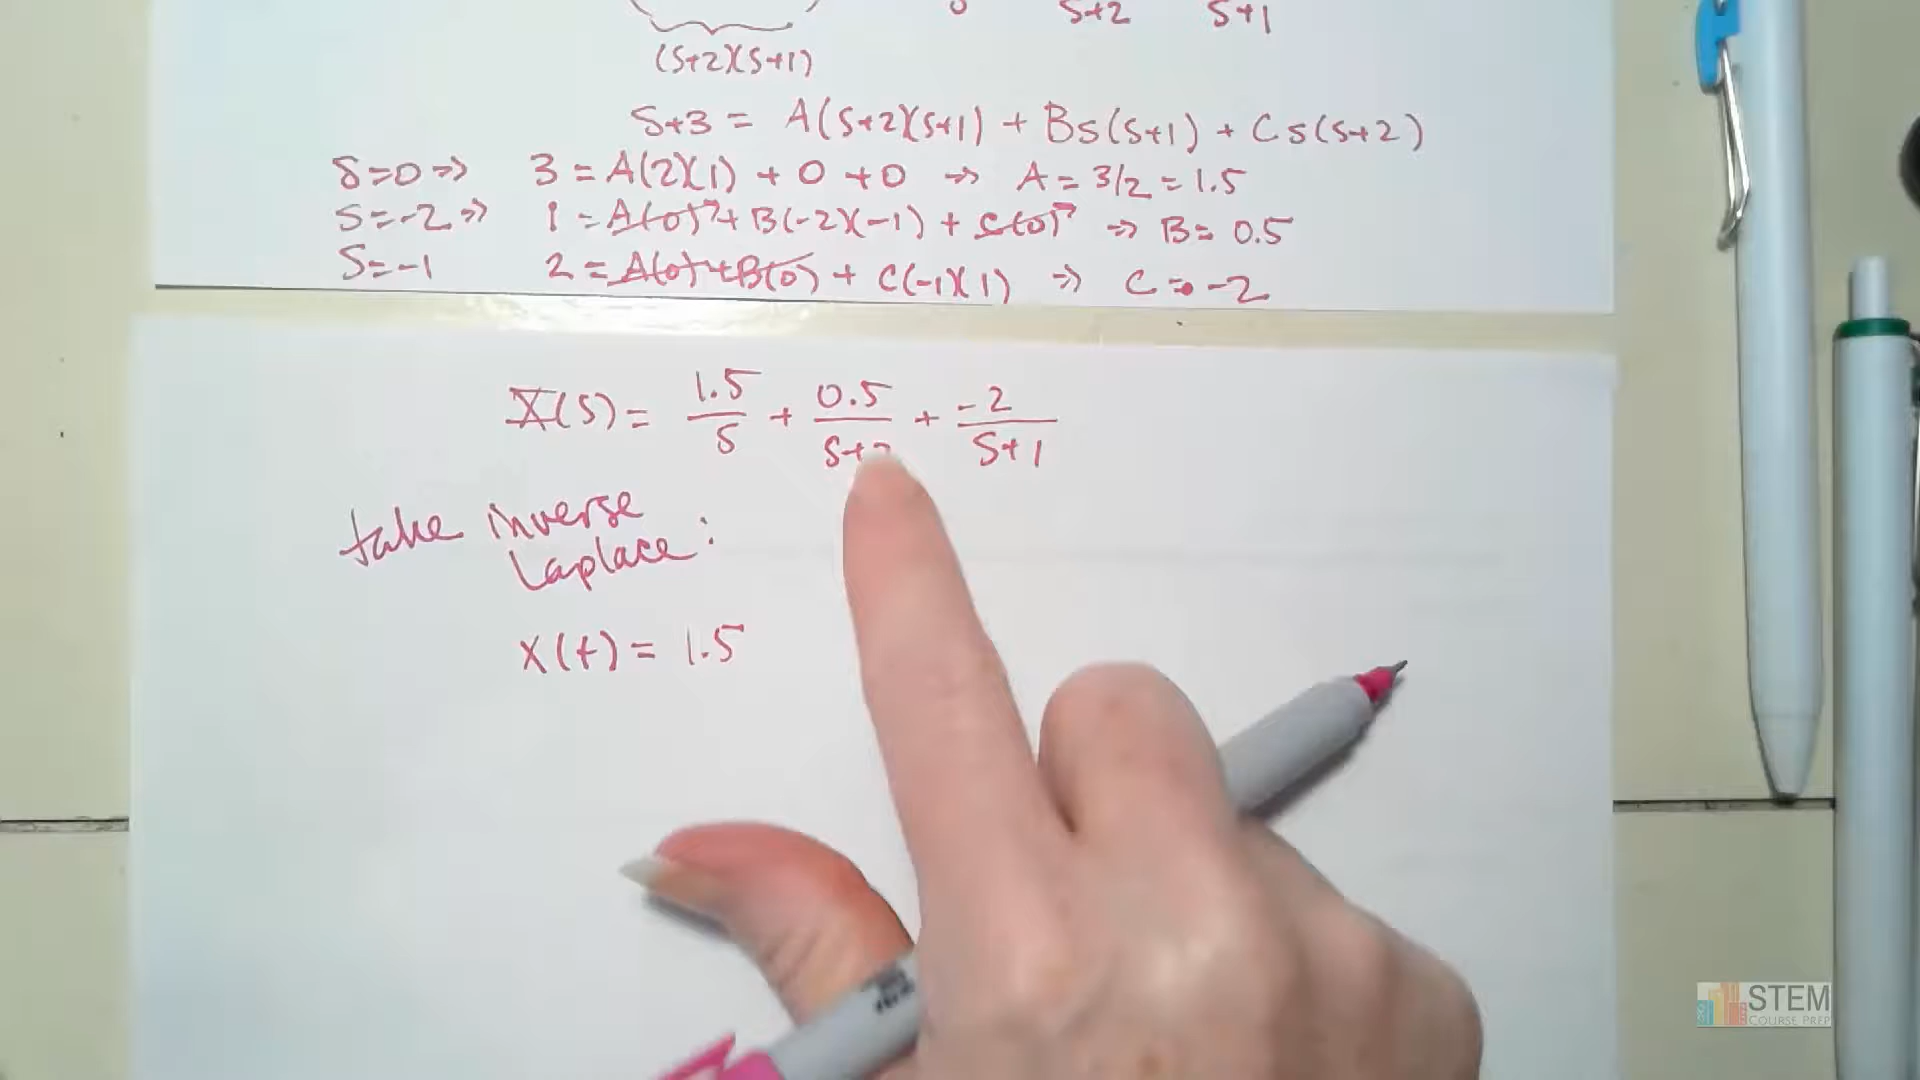 S+2 S+1
(S+2)(S+1)
S+3 = A(S+2)(S+1) + BS(S+1) + CS(S+2)
S=0 => 3 = A(2)(1) + 0 + 0 => A = 3/2 = 1.5
S=-2 => 1 = A(0) + B(-2)(-1) + C(0) => B = 0.5
S=-1 2 = A(0) + B(0) + C(-1)(1) => C = -2
X(S) = 1.5/S + 0.5/S+2 + -2/S+1
take inverse
Laplace:
x(t) = 1.5
STEM
COURSE PREP